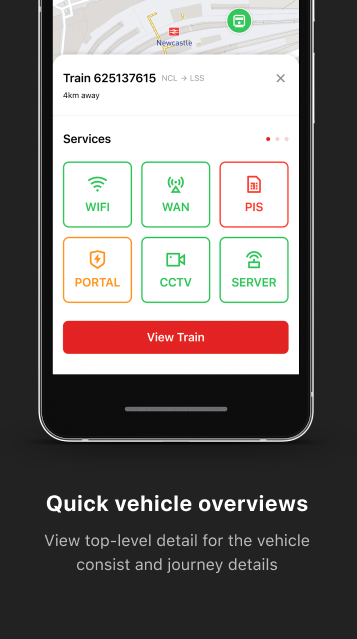 Newcastle
Train 625137615 NCL → LSS
4km away
Services
WIFI WAN PIS
PORTAL CCTV SERVER
View Train
Quick vehicle overviews
View top-level detail for the vehicle
consist and journey details